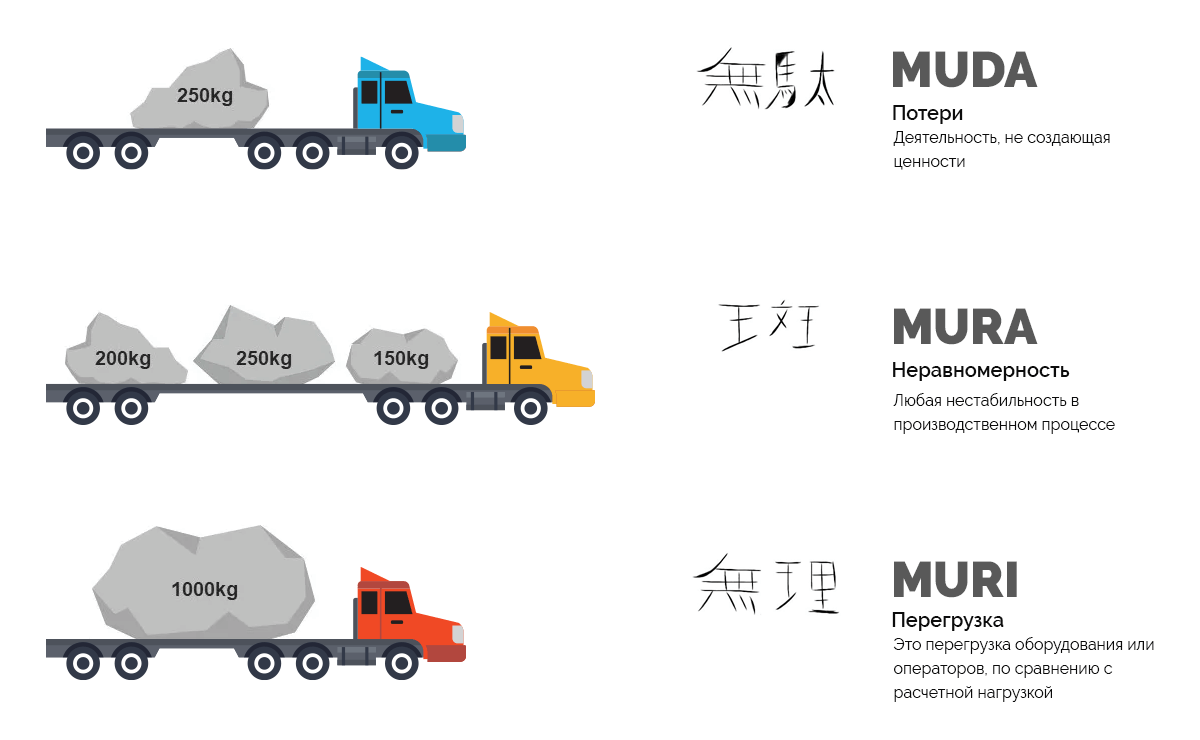 250kg
無駄
MUDA
Потери
Деятельность, не создающая
ценности
200kg
250kg
150kg
斑
MURA
Неравномерность
Любая нестабильность в
производственном процессе
1000kg
無理
MURI
Перегрузка
Это перегрузка оборудования или
операторов, по сравнению с
расчетной нагрузкой